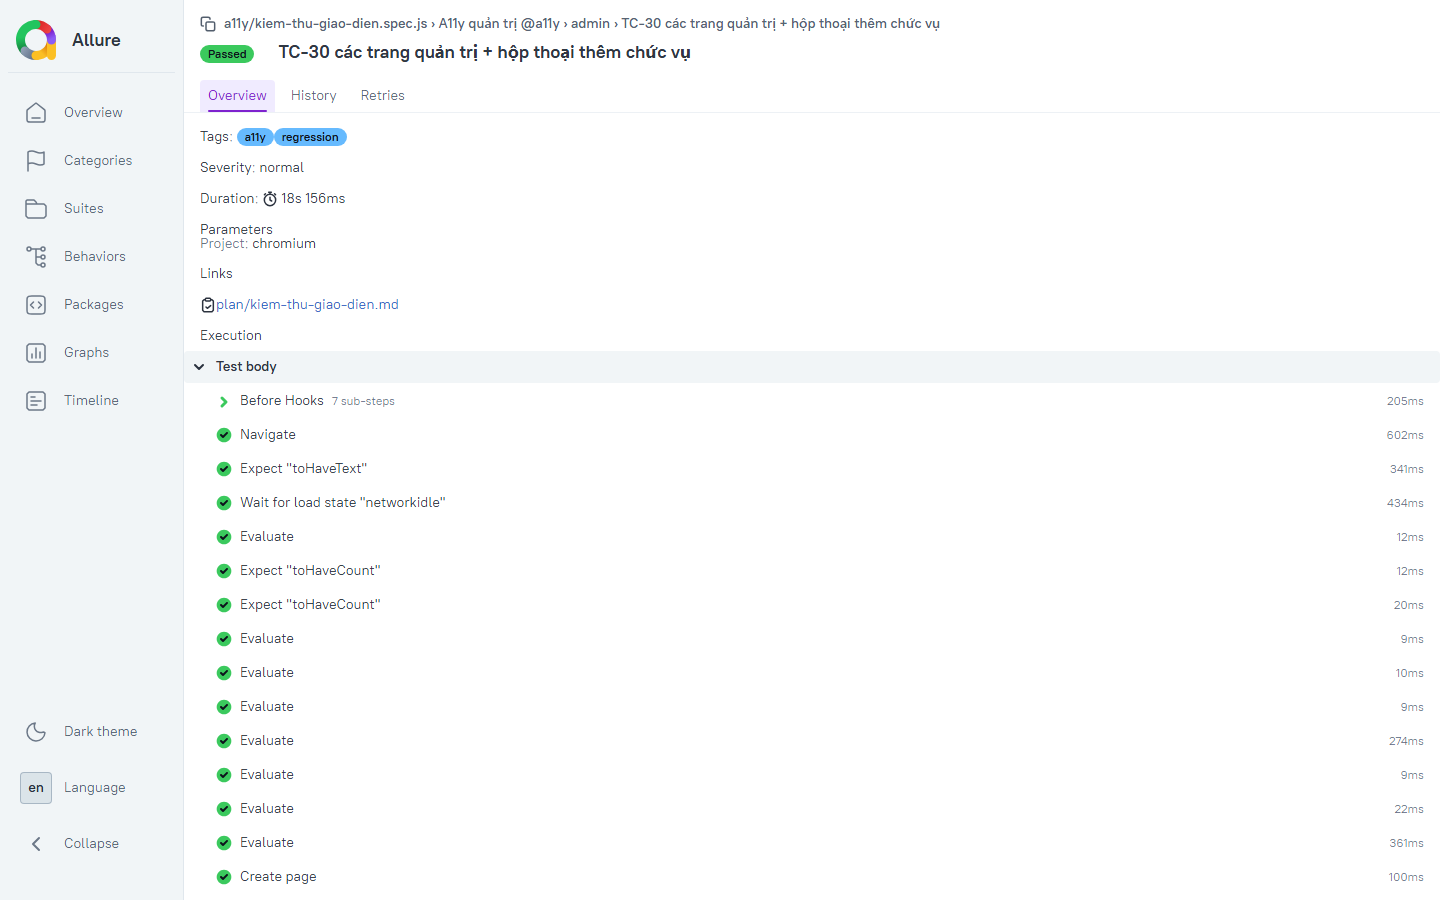 Allure
Overview
Categories
Suites
Behaviors
Packages
Graphs
Timeline
Dark theme
en Language
Collapse
a11y/kiem-thu-giao-dien.spec.js › A11y quản trị @a11y › admin › TC-30 các trang quản trị + hộp thoại thêm chức vụ
Passed TC-30 các trang quản trị + hộp thoại thêm chức vụ
Overview History Retries
Tags: a11y regression
Severity: normal
Duration: 18s 156ms
Parameters
Project: chromium
Links
plan/kiem-thu-giao-dien.md
Execution
Test body
Before Hooks 7 sub-steps 205ms
Navigate 602ms
Expect "toHaveText" 341ms
Wait for load state "networkidle" 434ms
Evaluate 12ms
Expect "toHaveCount" 12ms
Expect "toHaveCount" 20ms
Evaluate 9ms
Evaluate 10ms
Evaluate 9ms
Evaluate 274ms
Evaluate 9ms
Evaluate 22ms
Evaluate 361ms
Create page 100ms